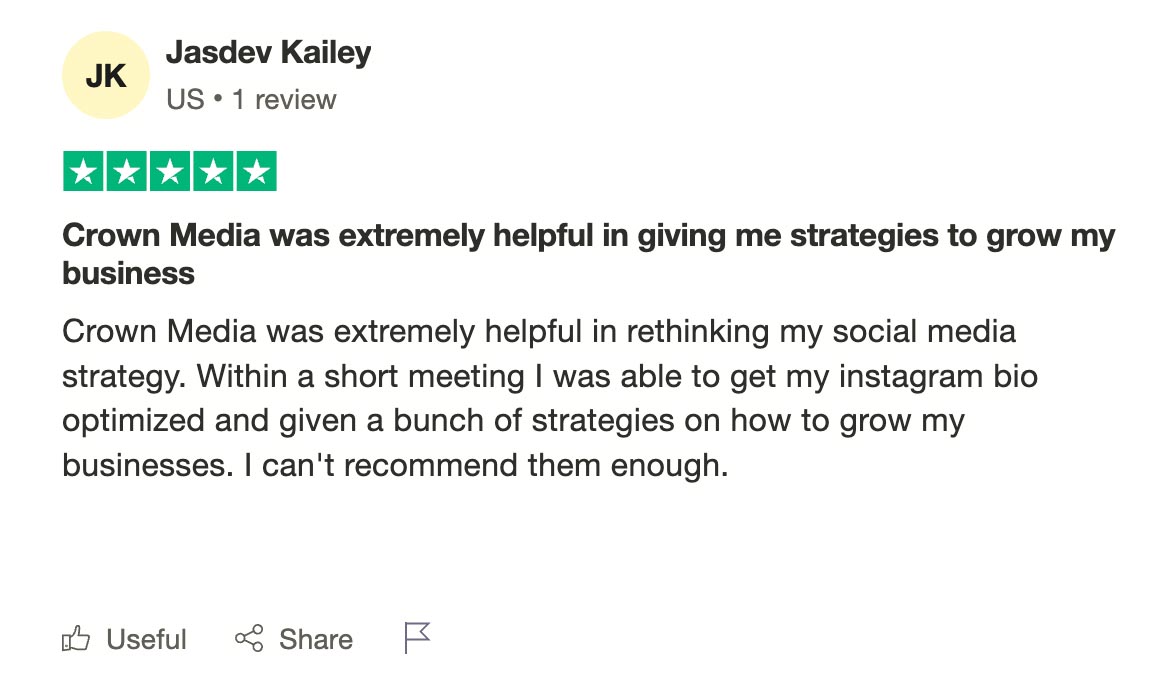 JK
Jasdev Kailey
US • 1 review
Crown Media was extremely helpful in giving me strategies to grow my
business
Crown Media was extremely helpful in rethinking my social media
strategy. Within a short meeting I was able to get my instagram bio
optimized and given a bunch of strategies on how to grow my
businesses. I can't recommend them enough.
Useful Share